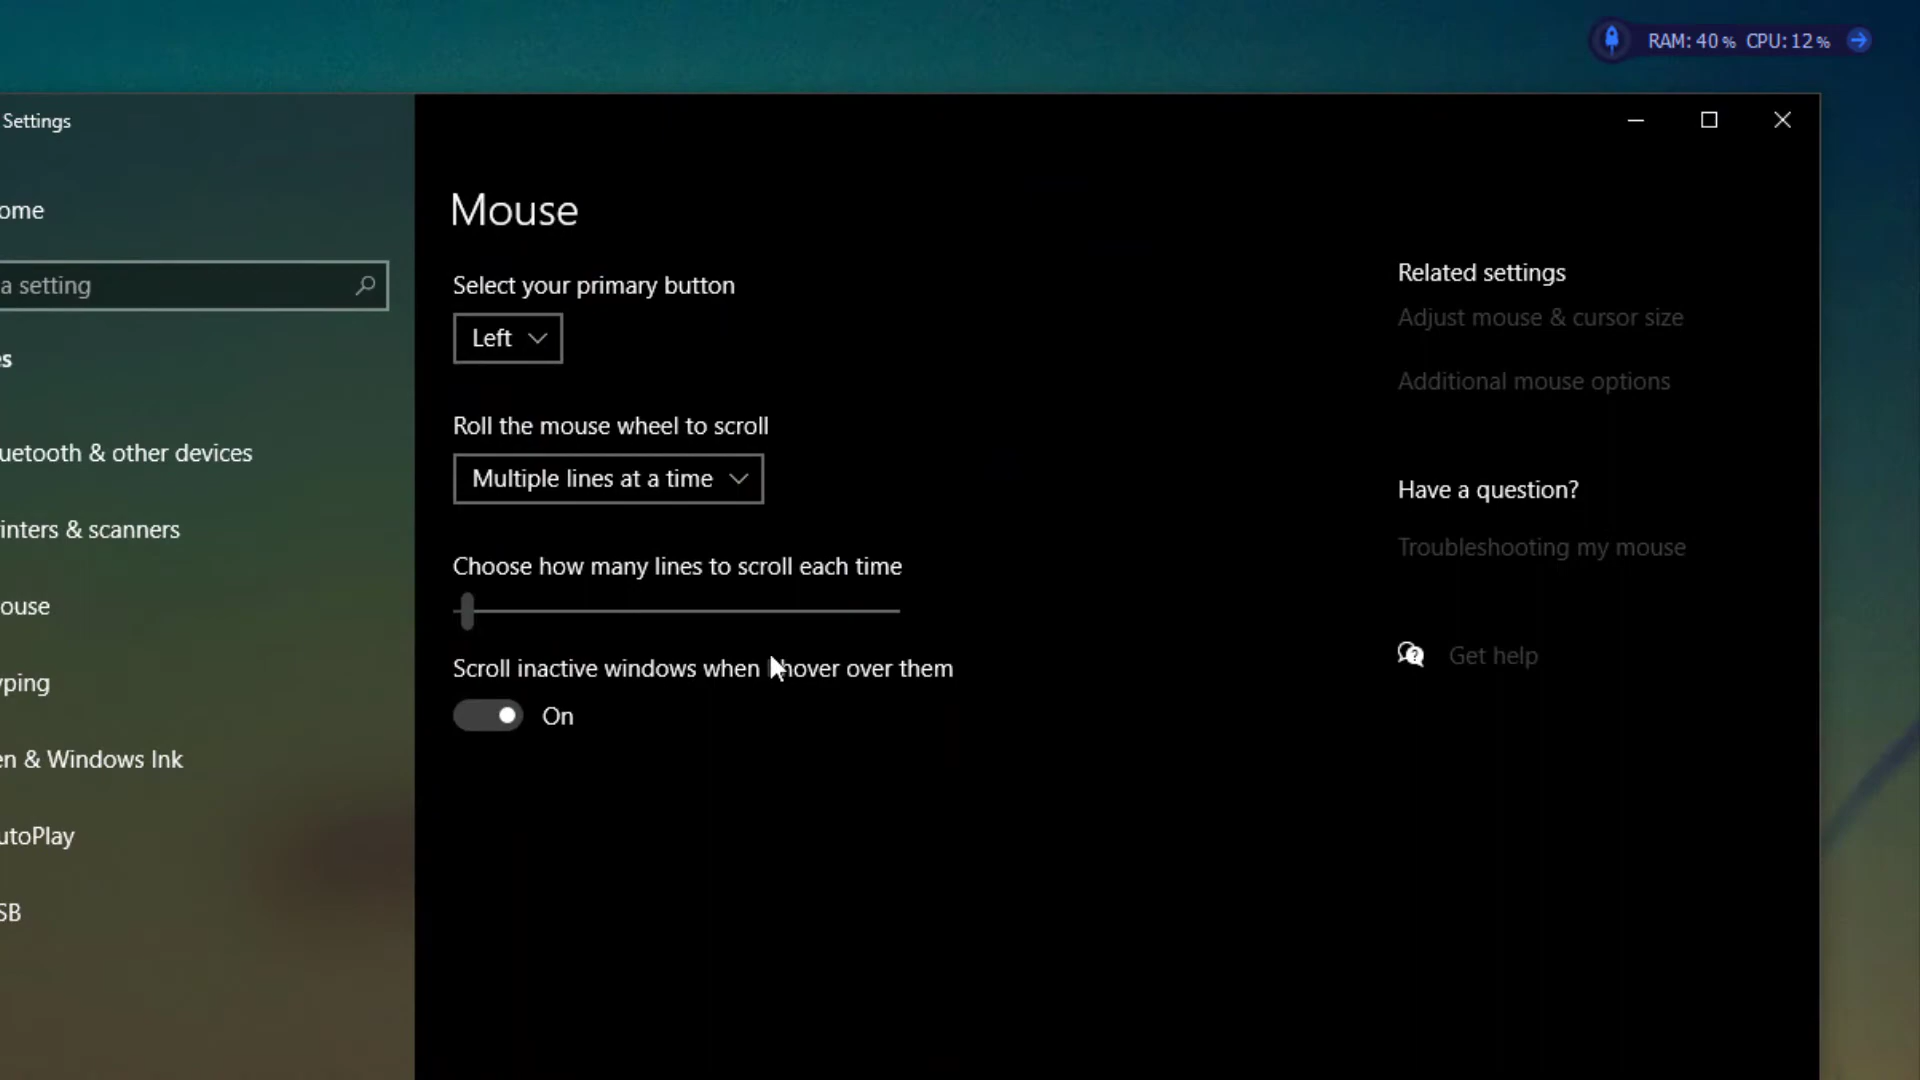 RAM: 40% CPU: 12%
Settings
ome
a setting
s
uetooth & other devices
inters & scanners
ouse
ping
en & Windows Ink
utoPlay
SB
Mouse
Select your primary button
Left
Roll the mouse wheel to scroll
Multiple lines at a time
Choose how many lines to scroll each time
Scroll inactive windows when I hover over them
On
Related settings
Adjust mouse & cursor size
Additional mouse options
Have a question?
Troubleshooting my mouse
Get help